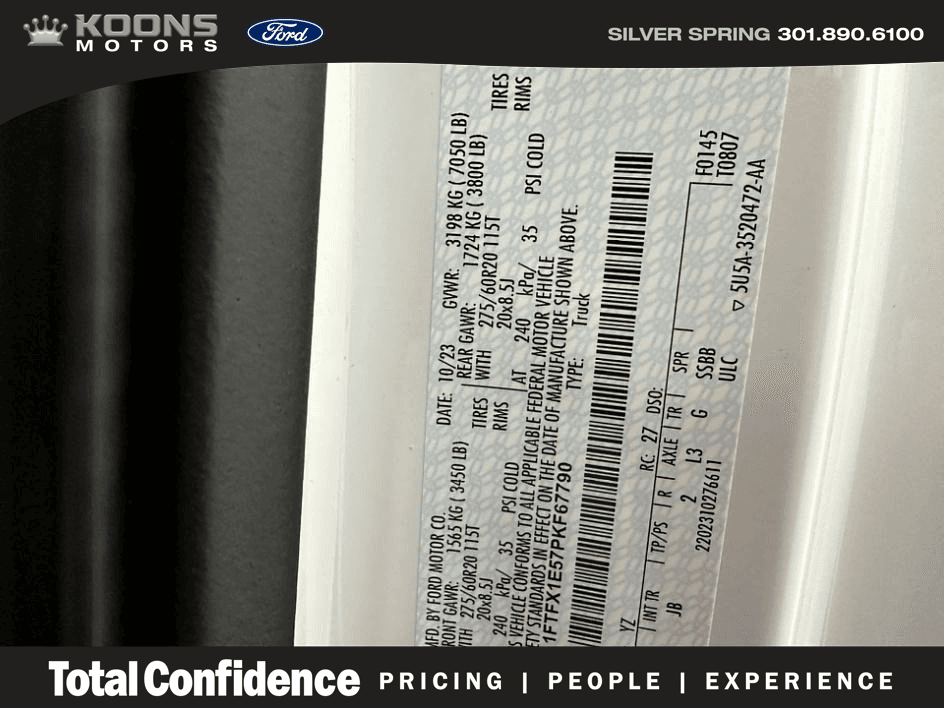 KOONS
MOTORS
Ford
SILVER SPRING 301.890.6100
MFD. BY FORD MOTOR CO.
DATE: 10/23 GVWR: 3198 KG ( 7050 LB)
FRONT GAWR: 1565 KG ( 3450 LB)
REAR GAWR: 1724 KG ( 3800 LB)
WITH 275/60R20 115T TIRES
WITH 275/60R20 115T TIRES
20x8.5J RIMS
20x8.5J RIMS
240 kPa/ 35 PSI COLD
AT 240 kPa/ 35 PSI COLD
S VEHICLE CONFORMS TO ALL APPLICABLE FEDERAL MOTOR VEHICLE
ETY STANDARDS IN EFFECT ON THE DATE OF MANUFACTURE SHOWN ABOVE.
1FTFX1E57PKF67790 TYPE: Truck
F0145
T0807
YZ RC: 27 DSO:
INT TR TP/PS R AXLE TR SPR
JB 2 L3 G SSBB
2202310276611 ULC
▽ 5U5A-3520472-AA
Total Confidence PRICING | PEOPLE | EXPERIENCE